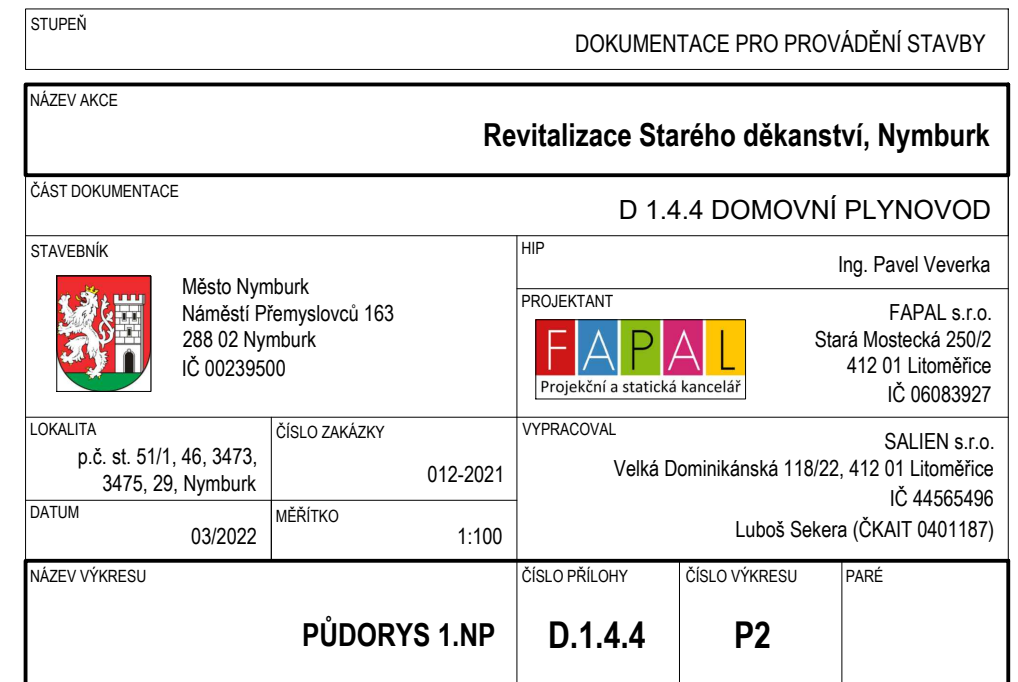 STUPEŇ
DOKUMENTACE PRO PROVÁDĚNÍ STAVBY
NÁZEV AKCE
Revitalizace Starého děkanství, Nymburk
ČÁST DOKUMENTACE
D 1.4.4 DOMOVNÍ PLYNOVOD
STAVEBNÍK
Město Nymburk
Náměstí Přemyslovců 163
288 02 Nymburk
IČ 00239500
HIP
Ing. Pavel Veverka
PROJEKTANT
FAPAL
Projekční a statická kancelář
FAPAL s.r.o.
Stará Mostecká 250/2
412 01 Litoměřice
IČ 06083927
LOKALITA
p.č. st. 51/1, 46, 3473,
3475, 29, Nymburk
ČÍSLO ZAKÁZKY
012-2021
VYPRACOVAL
SALIEN s.r.o.
Velká Dominikánská 118/22, 412 01 Litoměřice
IČ 44565496
Luboš Sekera (ČKAIT 0401187)
DATUM
03/2022
MĚŘÍTKO
1:100
NÁZEV VÝKRESU
PŮDORYS 1.NP
ČÍSLO PŘÍLOHY
D.1.4.4
ČÍSLO VÝKRESU
P2
PARÉ